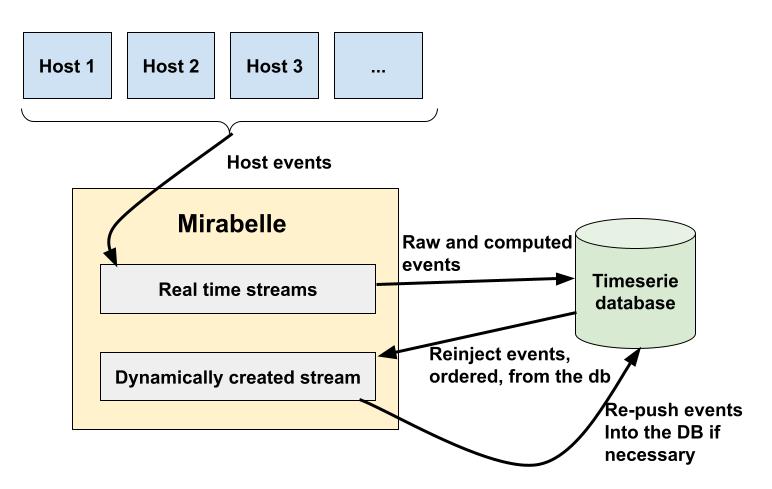 Host 1
Host 2
Host 3
...
Host events
Mirabelle
Raw and computed
events
Real time streams
Timeserie
database
Reinject events,
ordered, from the db
Dynamically created stream
Re-push events
Into the DB if
necessary